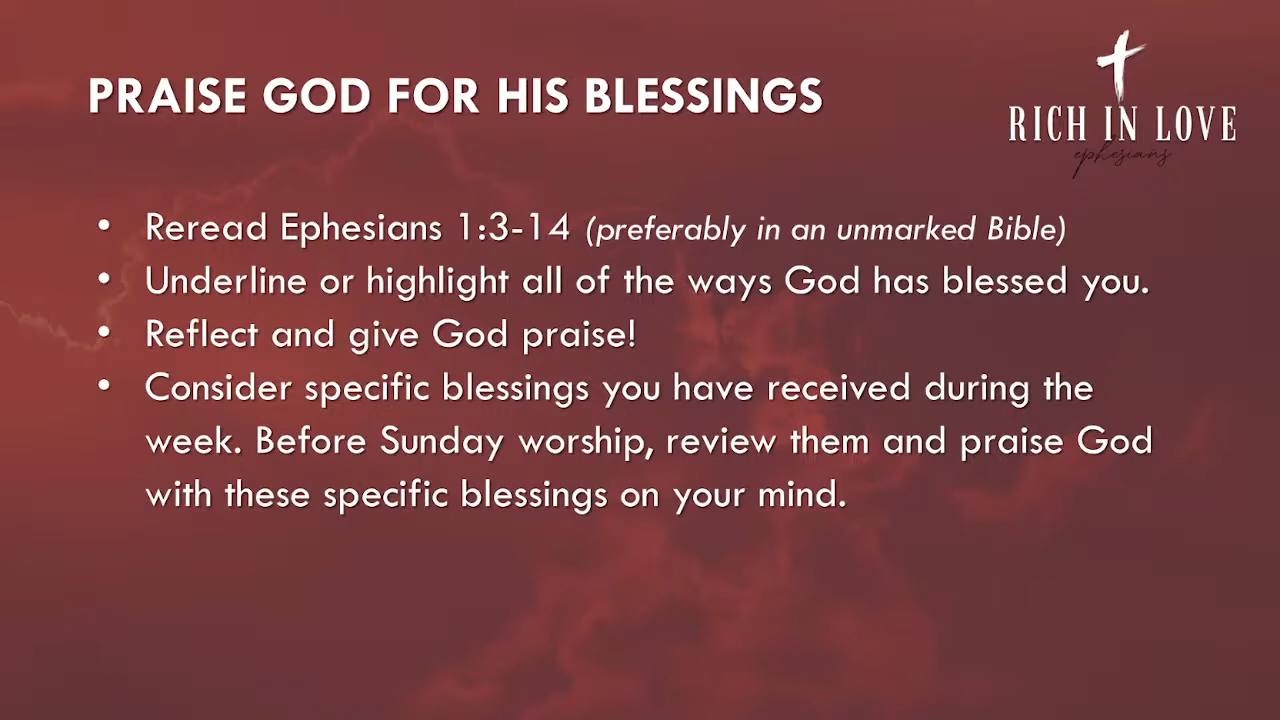 PRAISE GOD FOR HIS BLESSINGS
RICH IN LOVE
ephesians
• Reread Ephesians 1:3-14 (preferably in an unmarked Bible)
• Underline or highlight all of the ways God has blessed you.
• Reflect and give God praise!
• Consider specific blessings you have received during the
week. Before Sunday worship, review them and praise God
with these specific blessings on your mind.